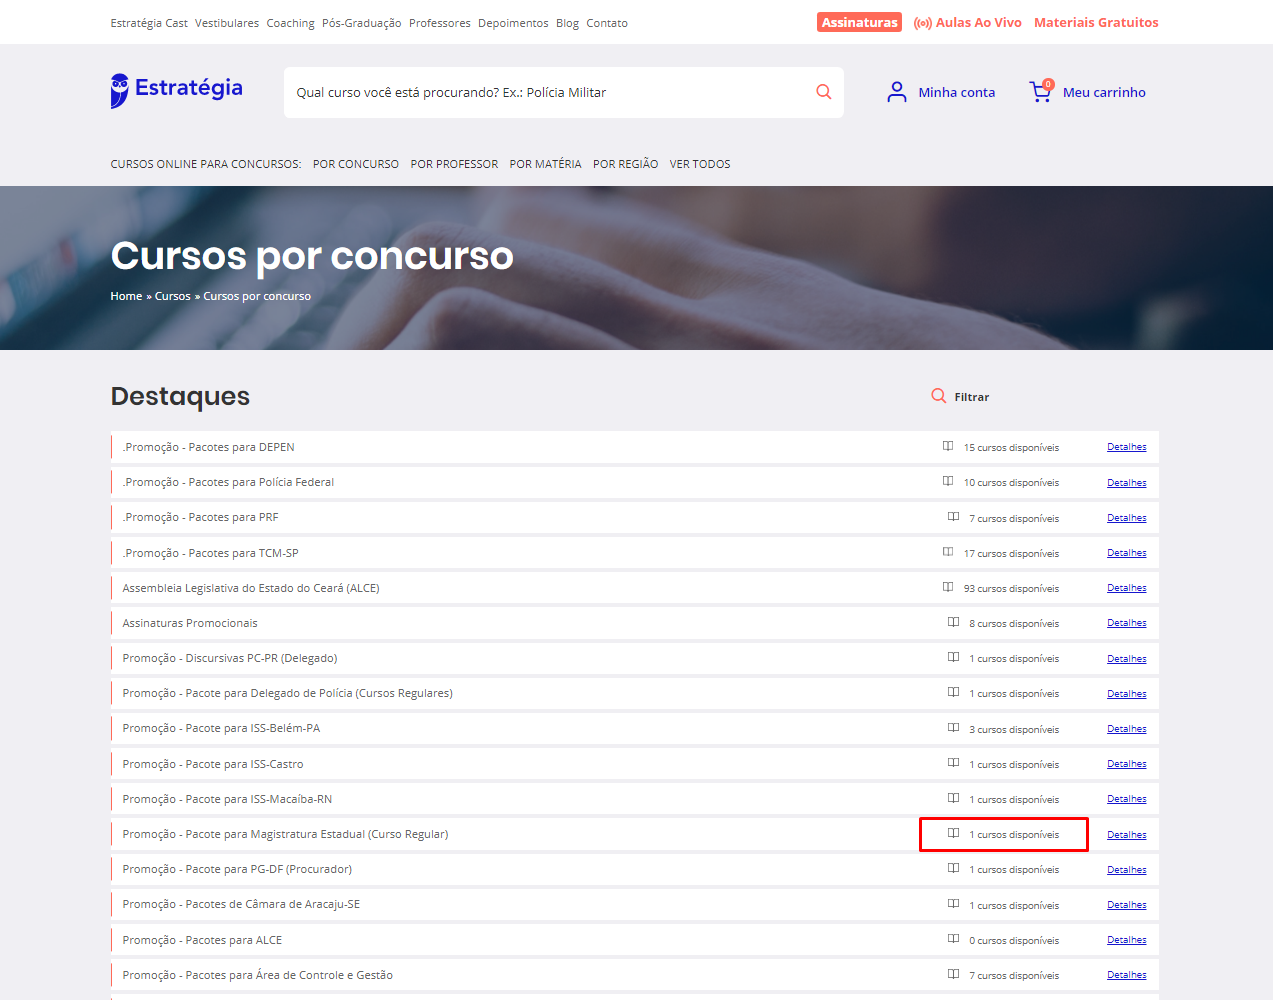 Estratégia Cast Vestibulares Coaching Pós-Graduação Professores Depoimentos Blog Contato Assinaturas Aulas Ao Vivo Materiais Gratuitos
Estratégia Qual curso você está procurando? Ex.: Polícia Militar Minha conta 0 Meu carrinho
CURSOS ONLINE PARA CONCURSOS: POR CONCURSO POR PROFESSOR POR MATÉRIA POR REGIÃO VER TODOS
Cursos por concurso
Home » Cursos » Cursos por concurso
Destaques Filtrar
.Promoção - Pacotes para DEPEN 15 cursos disponíveis Detalhes
.Promoção - Pacotes para Polícia Federal 10 cursos disponíveis Detalhes
.Promoção - Pacotes para PRF 7 cursos disponíveis Detalhes
.Promoção - Pacotes para TCM-SP 17 cursos disponíveis Detalhes
Assembleia Legislativa do Estado do Ceará (ALCE) 93 cursos disponíveis Detalhes
Assinaturas Promocionais 8 cursos disponíveis Detalhes
Promoção - Discursivas PC-PR (Delegado) 1 cursos disponíveis Detalhes
Promoção - Pacote para Delegado de Polícia (Cursos Regulares) 1 cursos disponíveis Detalhes
Promoção - Pacote para ISS-Belém-PA 3 cursos disponíveis Detalhes
Promoção - Pacote para ISS-Castro 1 cursos disponíveis Detalhes
Promoção - Pacote para ISS-Macaíba-RN 1 cursos disponíveis Detalhes
Promoção - Pacote para Magistratura Estadual (Curso Regular) 1 cursos disponíveis Detalhes
Promoção - Pacote para PG-DF (Procurador) 1 cursos disponíveis Detalhes
Promoção - Pacotes de Câmara de Aracaju-SE 1 cursos disponíveis Detalhes
Promoção - Pacotes para ALCE 0 cursos disponíveis Detalhes
Promoção - Pacotes para Área de Controle e Gestão 7 cursos disponíveis Detalhes